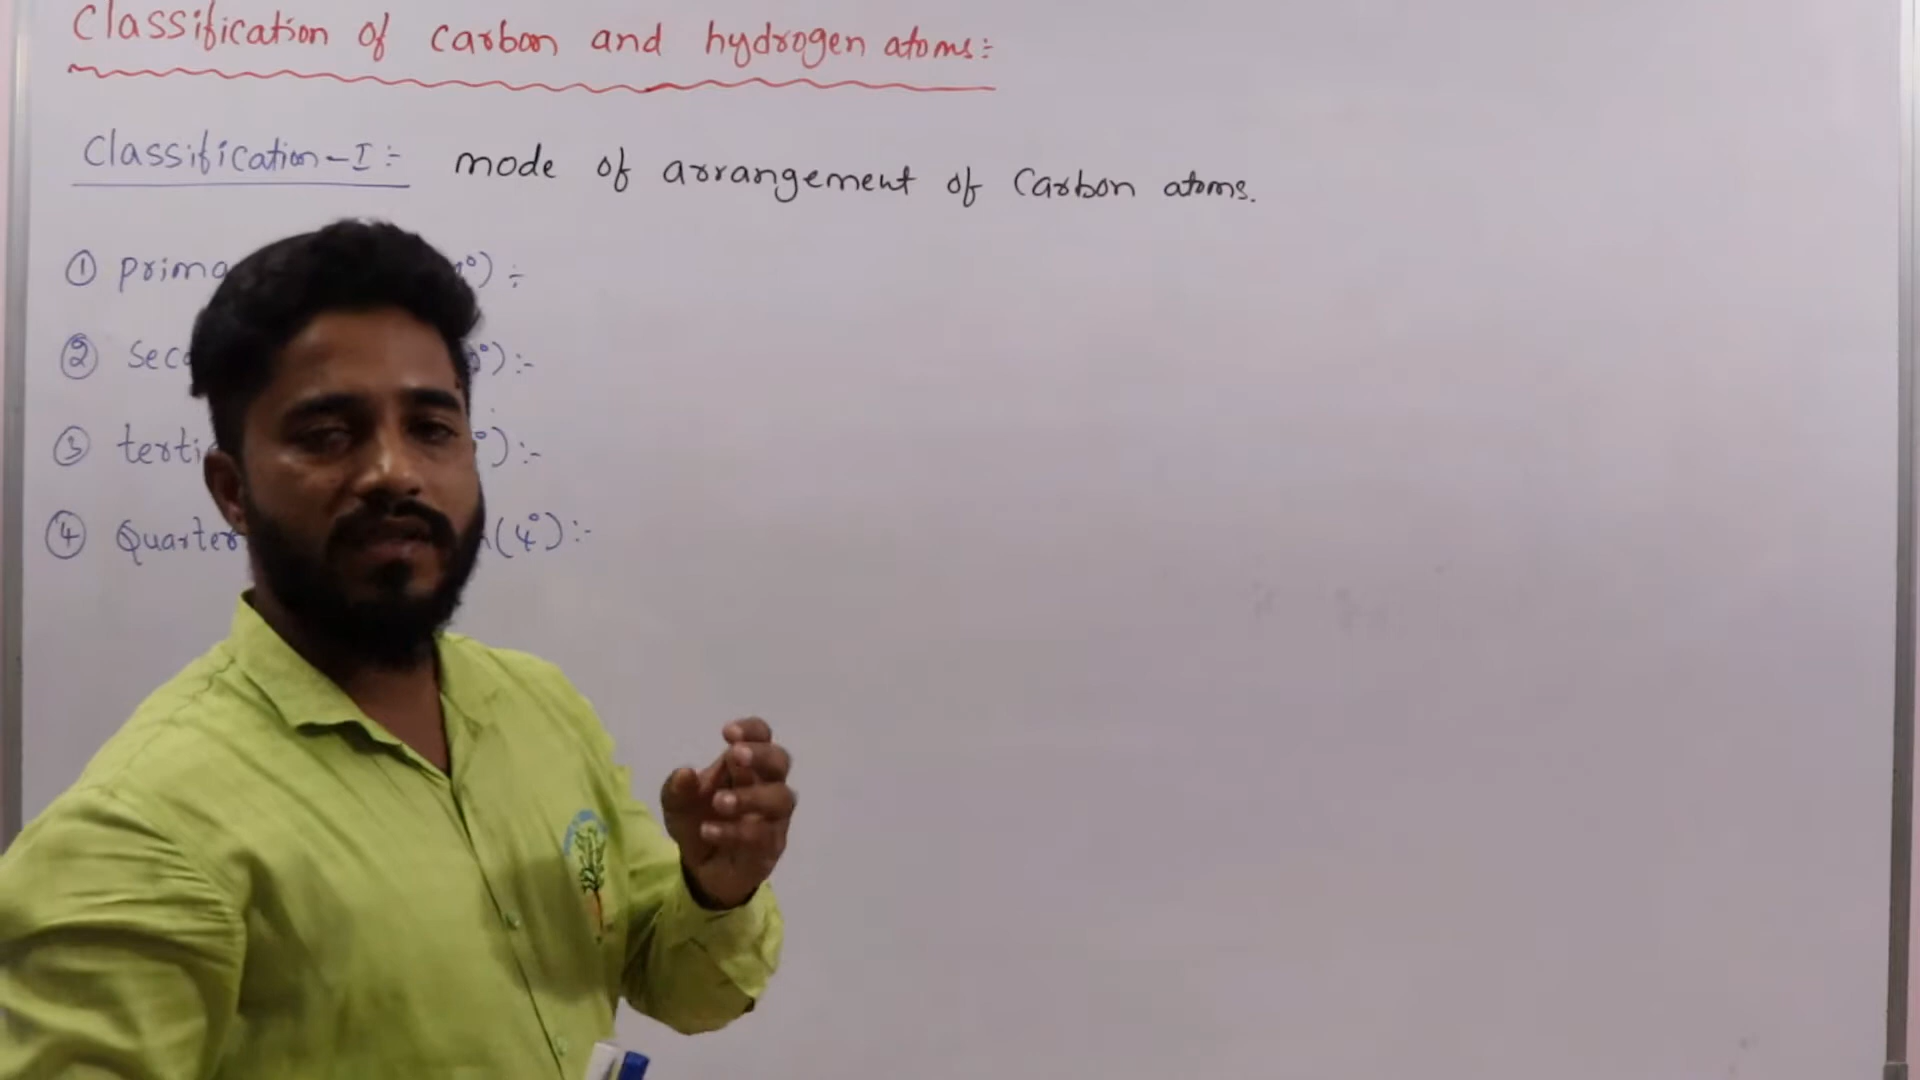 Classification of carbon and hydrogen atoms:
Classification-I:- mode of arrangement of Carbon atoms.
① prima °) :
② Sec °):-
③ terti °):-
④ Quarter (4°):-